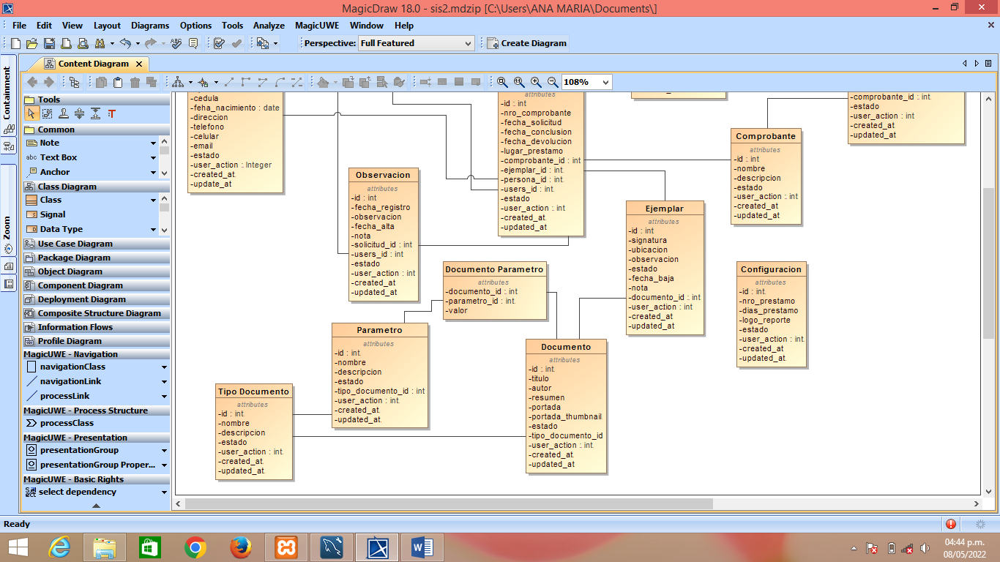 MagicDraw 18.0 - sis2.mdzip [C:\Users\ANA MARIA\Documents\]
File Edit View Layout Diagrams Options Tools Analyze MagicUWE Window Help
Perspective: Full Featured Create Diagram
Containment
Zoom
Content Diagram
108%
Tools
Common
Note
Text Box
Anchor
Class Diagram
Class
Signal
Data Type
Use Case Diagram
Package Diagram
Object Diagram
Component Diagram
Deployment Diagram
Composite Structure Diagram
Information Flows
Profile Diagram
MagicUWE - Navigation
navigationClass
navigationLink
processLink
MagicUWE - Process Structure
processClass
MagicUWE - Presentation
presentationGroup
presentationGroup Proper...
MagicUWE - Basic Rights
select dependency
-cedula
-feha_nacimiento : date
-direccion
-telefono
-celular
-email
-estado
-user_action : Integer
-created_at
-update_at
Observacion
attributes
-id : int
-fecha_registro
-observacion
-fecha_alta
-nota
-solicitud_id : int
-users_id : int
-estado
-user_action : int
-created_at
-updated_at
attributes
-id : int
-nro_comprobante
-fecha_solicitud
-fecha_conclusion
-fecha_devolucion
-lugar_prestamo
-comprobante_id : int
-ejemplar_id : int
-persona_id : int
-users_id : int
-estado
-user_action : int
-created_at
-updated_at
-comprobante_id : int
-estado
-user_action : int
-created_at
-updated_at
Comprobante
attributes
-id : int
-nombre
-descripcion
-estado
-user_action : int
-created_at
-updated_at
Ejemplar
attributes
-id : int
-signatura
-ubicacion
-observacion
-estado
-fecha_baja
-nota
-documento_id : int
-user_action : int
-created_at
-updated_at
Documento Parametro
attributes
-documento_id : int
-parametro_id : int
-valor
Configuracion
attributes
-id : int
-nro_prestamo
-dias_prestamo
-logo_reporte
-estado
-user_action : int
-created_at
-updated_at
Parametro
attributes
-id : int
-nombre
-descripcion
-estado
-tipo_documento_id : int
-user_action : int
-created_at
-updated_at
Documento
attributes
-id : int
-titulo
-autor
-resumen
-portada
-portada_thumbnail
-estado
-tipo_documento_id
-user_action : int
-created_at
-updated_at
Tipo Documento
attributes
-id : int
-nombre
-descripcion
-estado
-user_action : int
-created_at
-updated_at
Ready
04:44 p.m.
08/05/2022